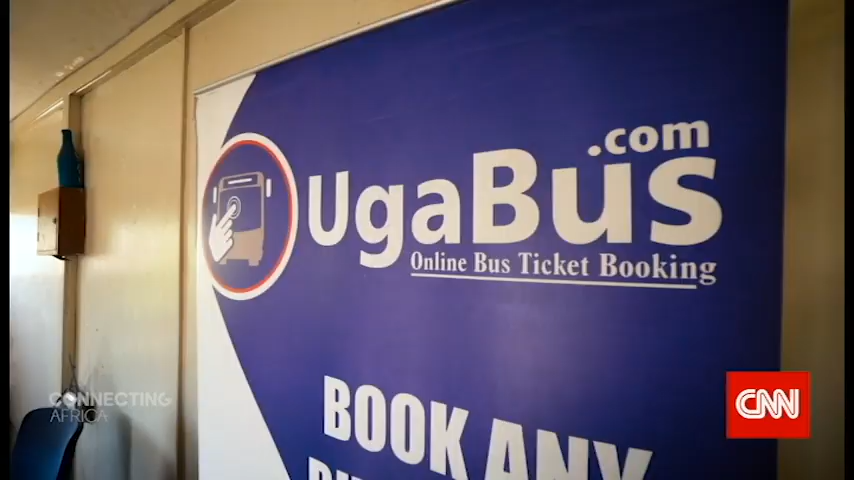 .com
UgaBus
Online Bus Ticket Booking
BOOK ANY
CONNECTING
AFRICA
CNN